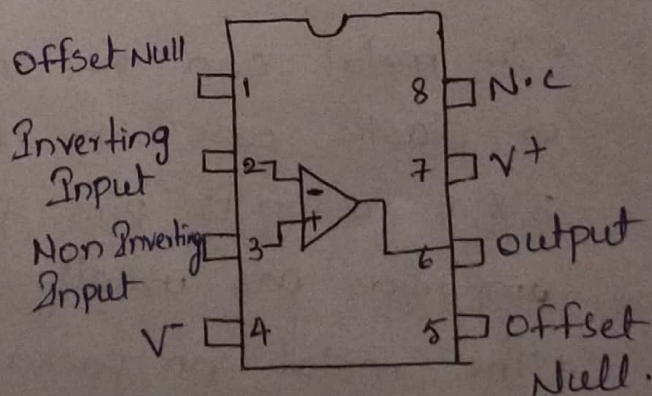 Offset Null
1
Inverting
Input
2
-
+
Non Inverting
Input
3
V-
4
8 N.C
7 V+
6 Output
5 Offset
Null.